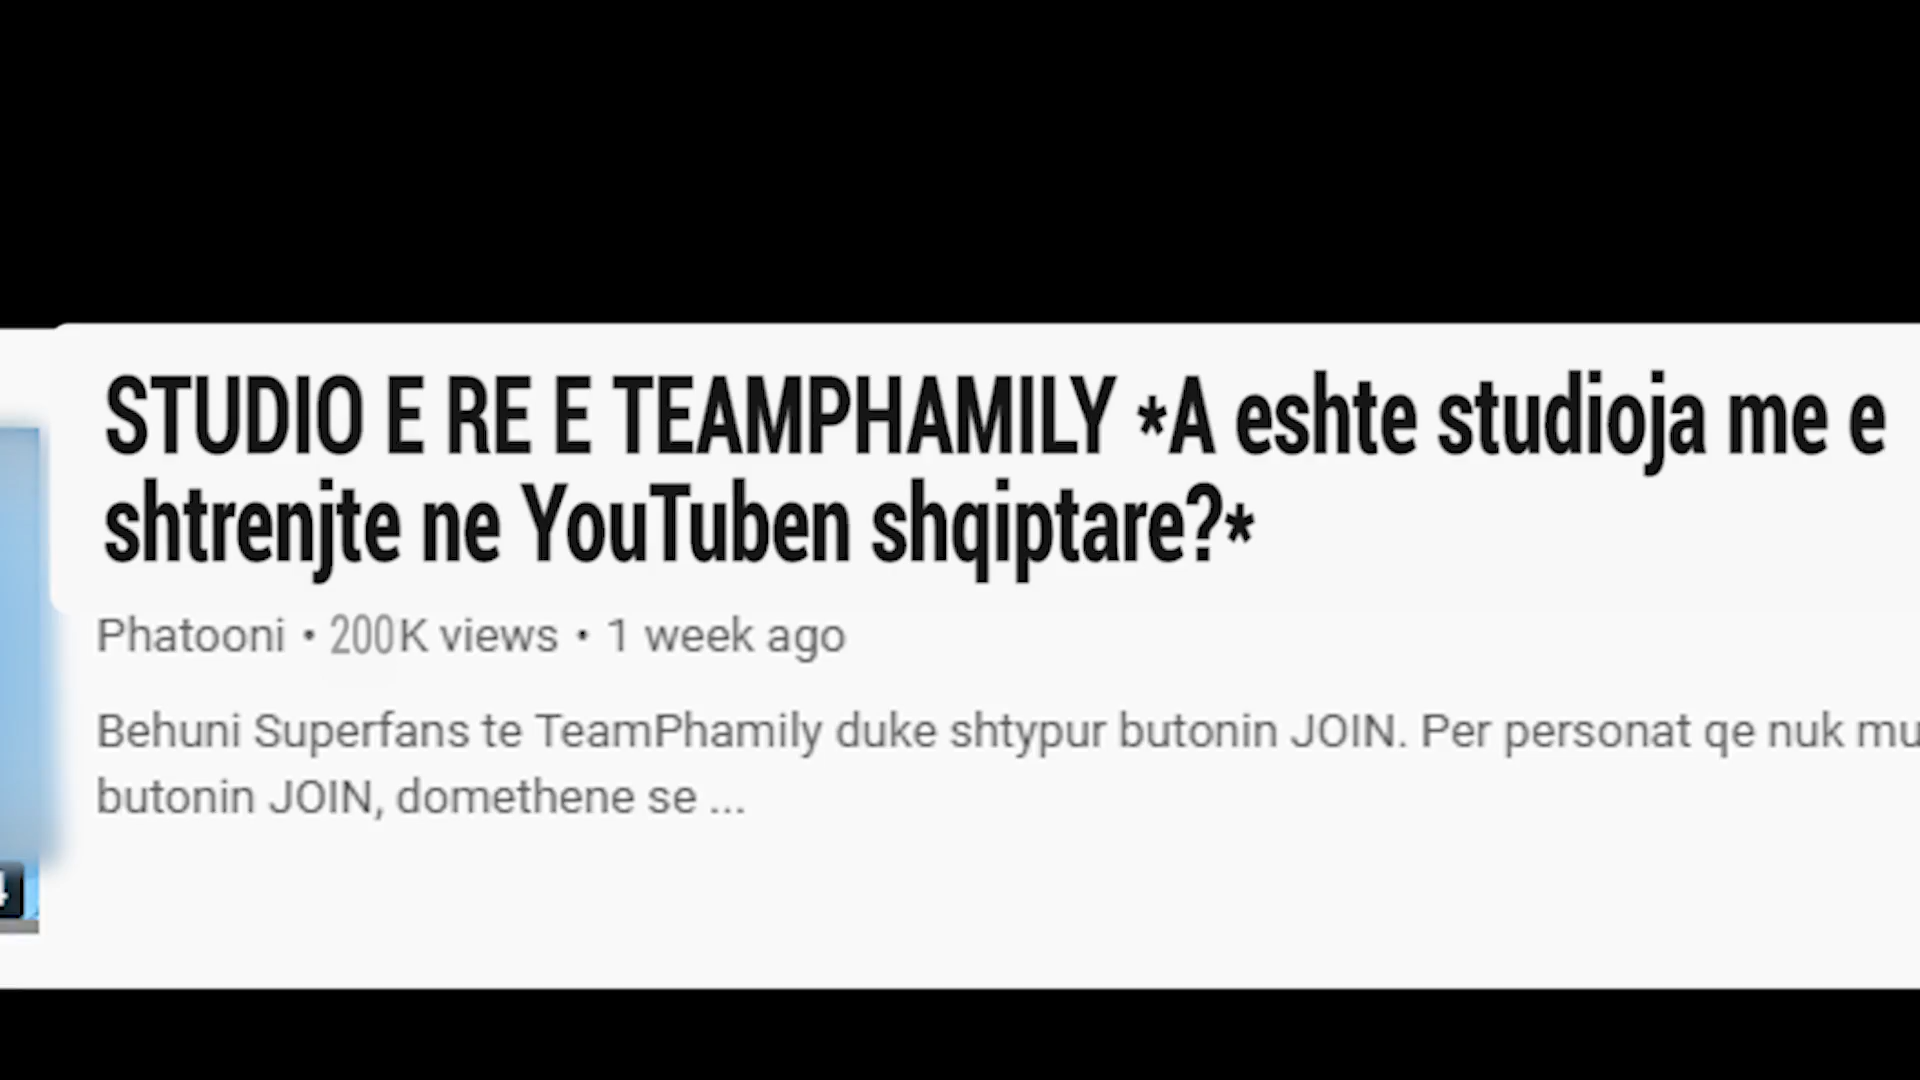 STUDIO E RE E TEAMPHAMILY *A eshte studioja me e
shtrenjte ne YouTuben shqiptare?*
Phatooni • 200K views • 1 week ago
Behuni Superfans te TeamPhamily duke shtypur butonin JOIN. Per personat qe nuk
butonin JOIN, domethene se ...
4